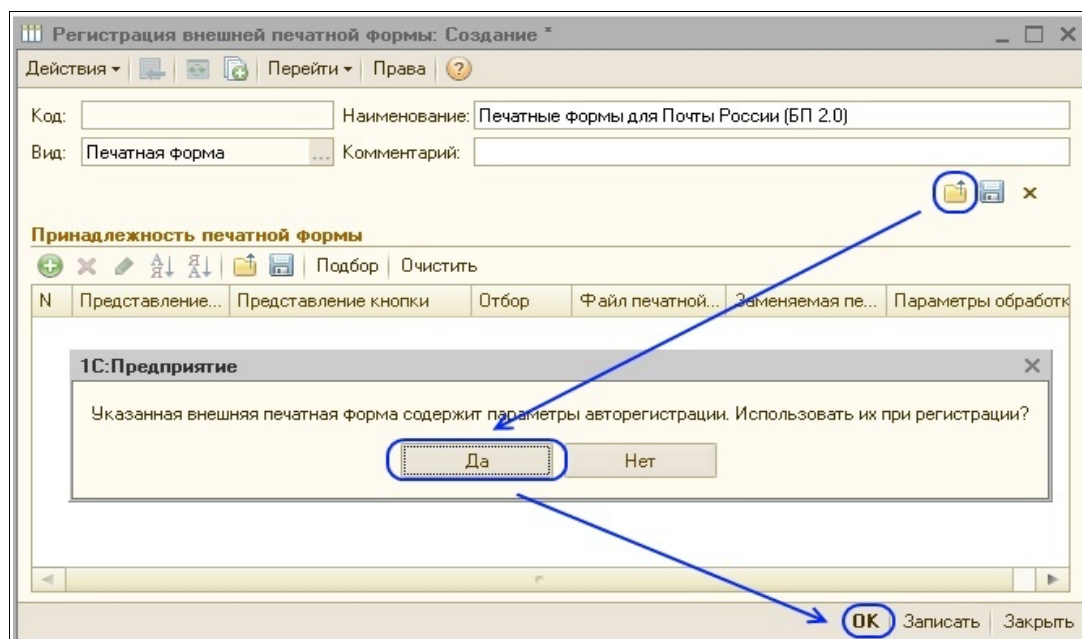 Регистрация внешней печатной формы: Создание *
Действия Перейти Права ?
Код: Наименование: Печатные формы для Почты России (БП 2.0)
Вид: Печатная форма ... Комментарий:
Принадлежность печатной формы
Подбор Очистить
N Представление... Представление кнопки Отбор Файл печатной... Заменяемая пе... Параметры обработк
1С:Предприятие
Указанная внешняя печатная форма содержит параметры авторегистрации. Использовать их при регистрации?
Да Нет
OK Записать Закрыть